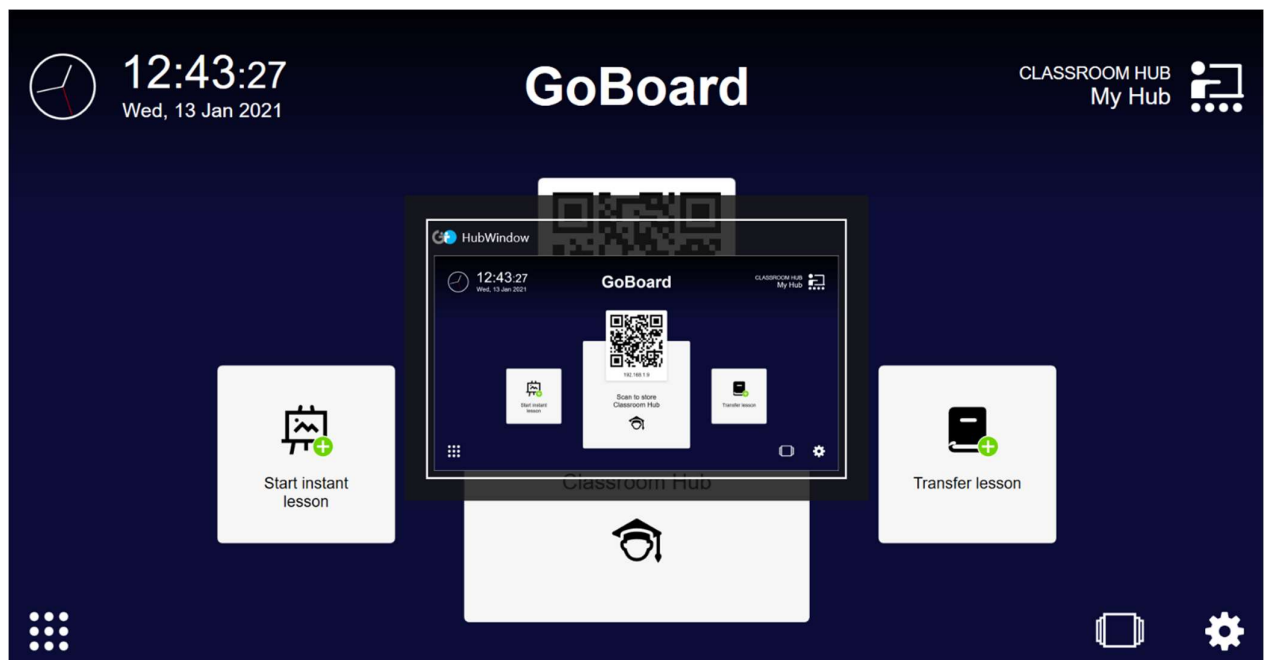 12:43:27
Wed, 13 Jan 2021
GoBoard
CLASSROOM HUB
My Hub
HubWindow
12:43:27
Wed, 13 Jan 2021
GoBoard
CLASSROOM HUB
My Hub
192.168.1.9
Scan to store
Classroom Hub
Start instant
lesson
Transfer lesson
Classroom Hub
Start instant
lesson
Transfer lesson